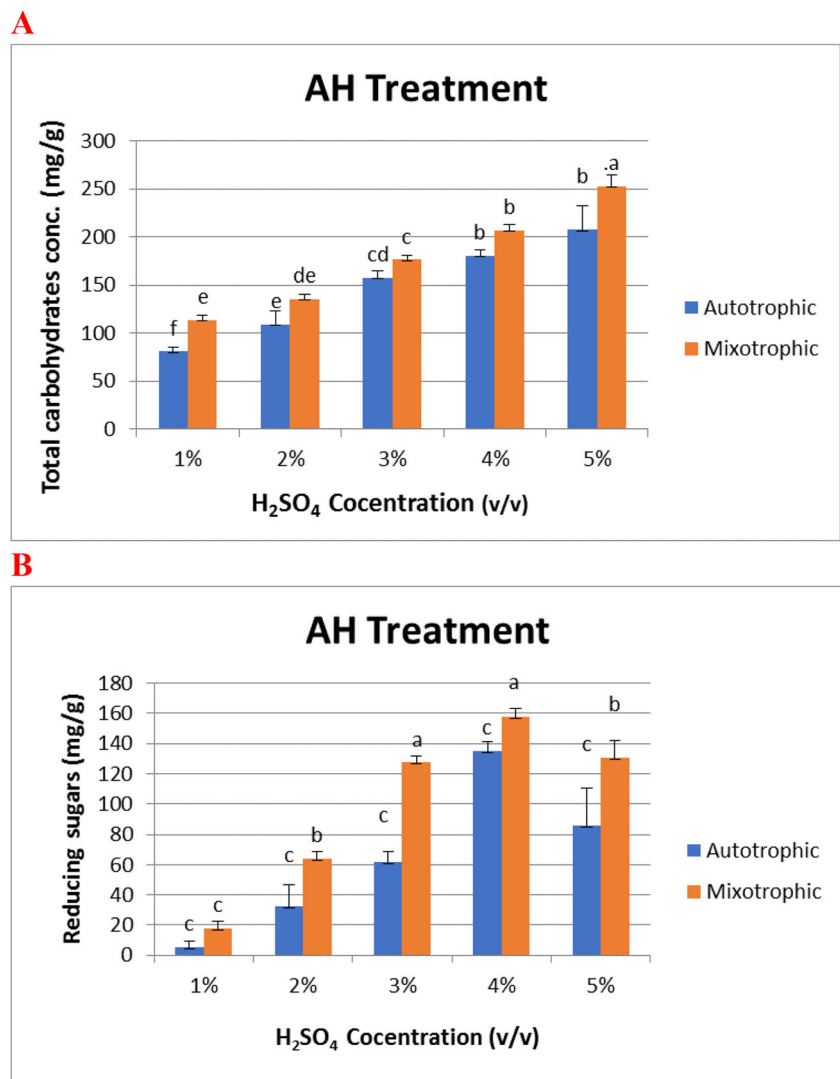 A
AH Treatment
Total carbohydrates conc. (mg/g)
300
250
200
150
100
50
0
f
e
e
de
cd
c
b
b
b
.a
1%
2%
3%
4%
5%
H₂SO₄ Cocentration (v/v)
Autotrophic
Mixotrophic
B
AH Treatment
Reducing sugars (mg/g)
180
160
140
120
100
80
60
40
20
0
c
c
c
b
c
a
c
a
c
b
1%
2%
3%
4%
5%
H₂SO₄ Cocentration (v/v)
Autotrophic
Mixotrophic